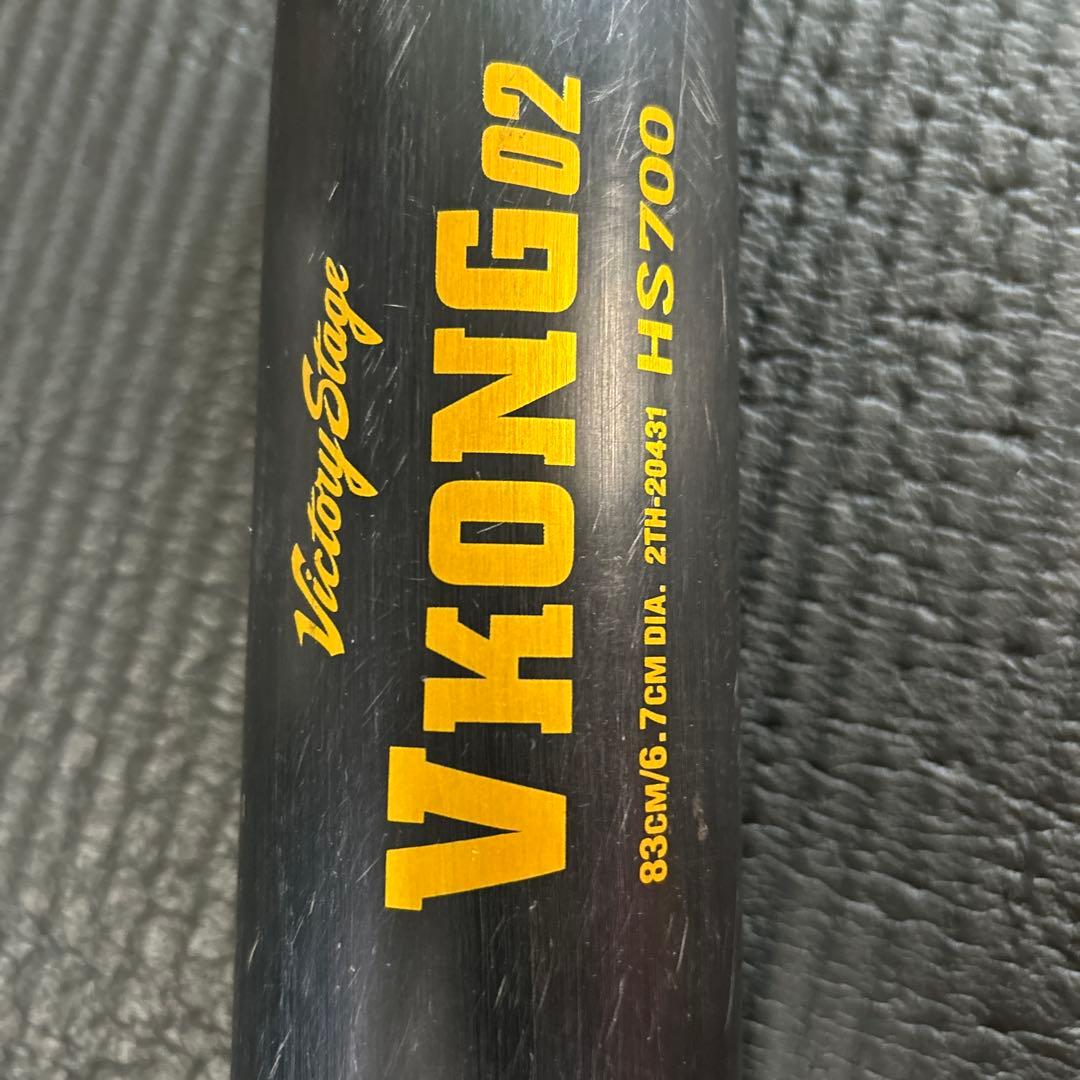 Victory Stage
VKONG02
83CM/6.7CM DIA. 2TH-20431 HS700